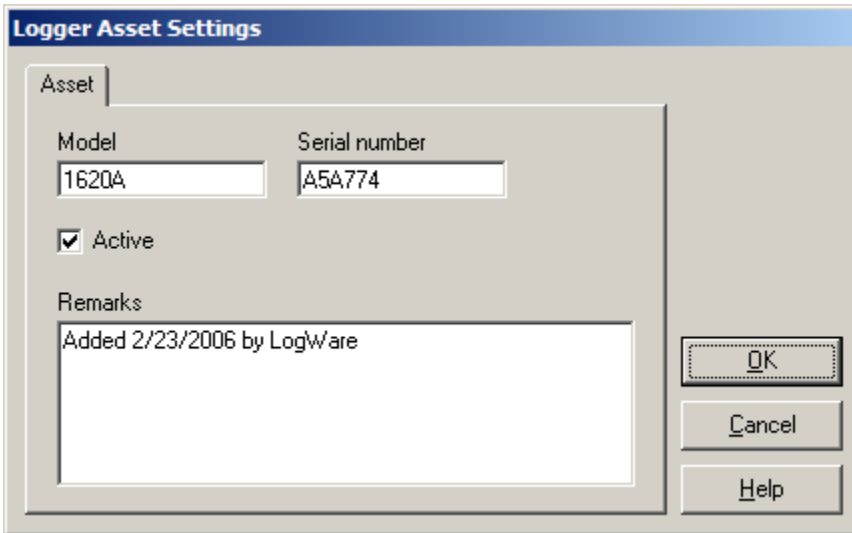 Logger Asset Settings
Asset
Model
Serial number
1620A
A5A774
Active
Remarks
Added 2/23/2006 by LogWare
OK
Cancel
Help